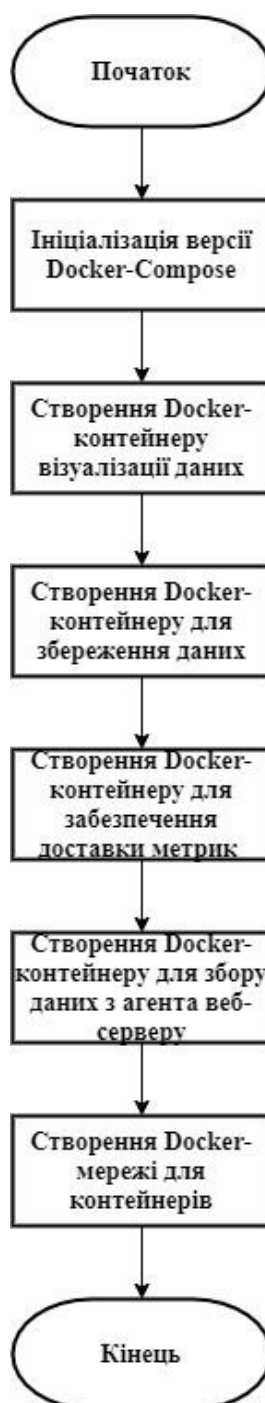 Початок
Ініціалізація версії
Docker-Compose
Створення Docker-
контейнеру
візуалізації даних
Створення Docker-
контейнеру для
збереження даних
Створення Docker-
контейнеру для
забезпечення
доставки метрик
Створення Docker-
контейнеру для збору
даних з агента веб-
серверу
Створення Docker-
мережі для
контейнерів
Кінець